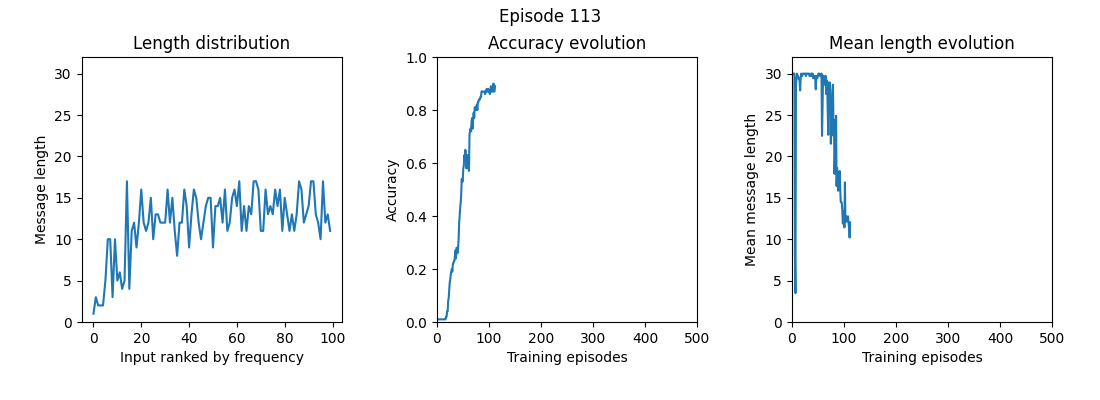 Episode 113
Length distribution
Accuracy evolution
Mean length evolution
30
25
20
15
10
5
0
Message length
0 20 40 60 80 100
Input ranked by frequency
1.0
0.8
0.6
0.4
0.2
0.0
Accuracy
0 100 200 300 400 500
Training episodes
30
25
20
15
10
5
0
Mean message length
0 100 200 300 400 500
Training episodes